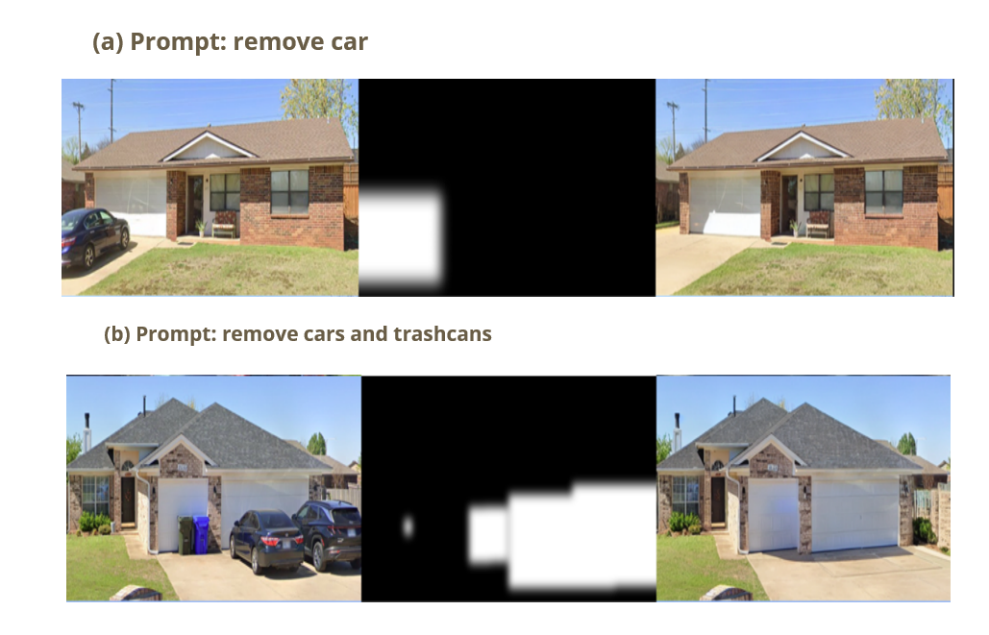 (a) Prompt: remove car
(b) Prompt: remove cars and trashcans